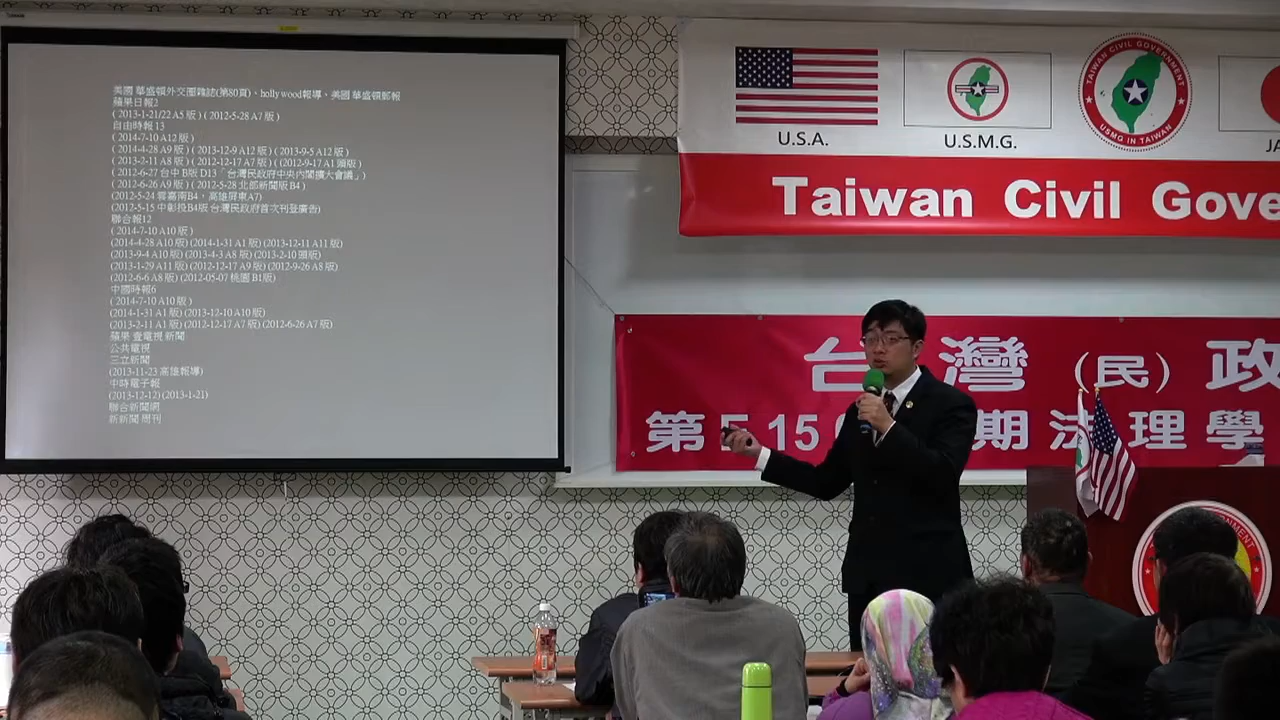 美國華盛頓外交圈雜誌(第80頁)、hollywood報導、美國華盛頓郵報
蘋果日報2
( 2013-1-21/22 A5 版 ) ( 2012-5-28 A7 版 )
自由時報 13
( 2014-7-10 A12 版 )
( 2014-4-28 A9 版 ) ( 2013-12-9 A12 版 ) ( 2013-9-5 A12 版 )
( 2013-2-11 A8 版 ) ( 2012-12-17 A7 版 ) ( (2012-9-17 A1 頭版 )
( 2012-6-27 台中 B版 D13「台灣民政府中央內閣擴大會議」)
( 2012-6-26 A9 版 ) ( 2012-5-28 北部新聞版 B4 )
(2012-5-24 雲嘉南B4，高雄屏東A7)
(2012-5-15 中彰投B4版 台灣民政府首次刊登廣告)
聯合報12
( 2014-7-10 A10 版 )
(2014-4-28 A10 版) (2014-1-31 A1 版) (2013-12-11 A11 版)
(2013-9-4 A10 版) (2013-4-3 A8 版) (2013-2-10 頭版)
(2013-1-29 A11 版) (2012-12-17 A9 版) (2012-9-26 A8 版)
(2012-6-6 A8 版) (2012-05-07 桃園 B1版)
中國時報6
( 2014-7-10 A10 版 )
(2014-1-31 A1 版) (2013-12-10 A10 版)
(2013-2-11 A1 版) (2012-12-17 A7 版) (2012-6-26 A7 版)
蘋果 壹電視 新聞
公共電視
三立新聞
(2013-11-23 高雄報導)
中時電子報
(2013-12-12) (2013-1-21)
聯合新聞網
新新聞 周刊
U.S.A.
U.S.M.G.
TAIWAN CIVIL GOVERNMENT
USMG IN TAIWAN
JA
Taiwan Civil Gove
台灣（民）政
第 15 期 法理學